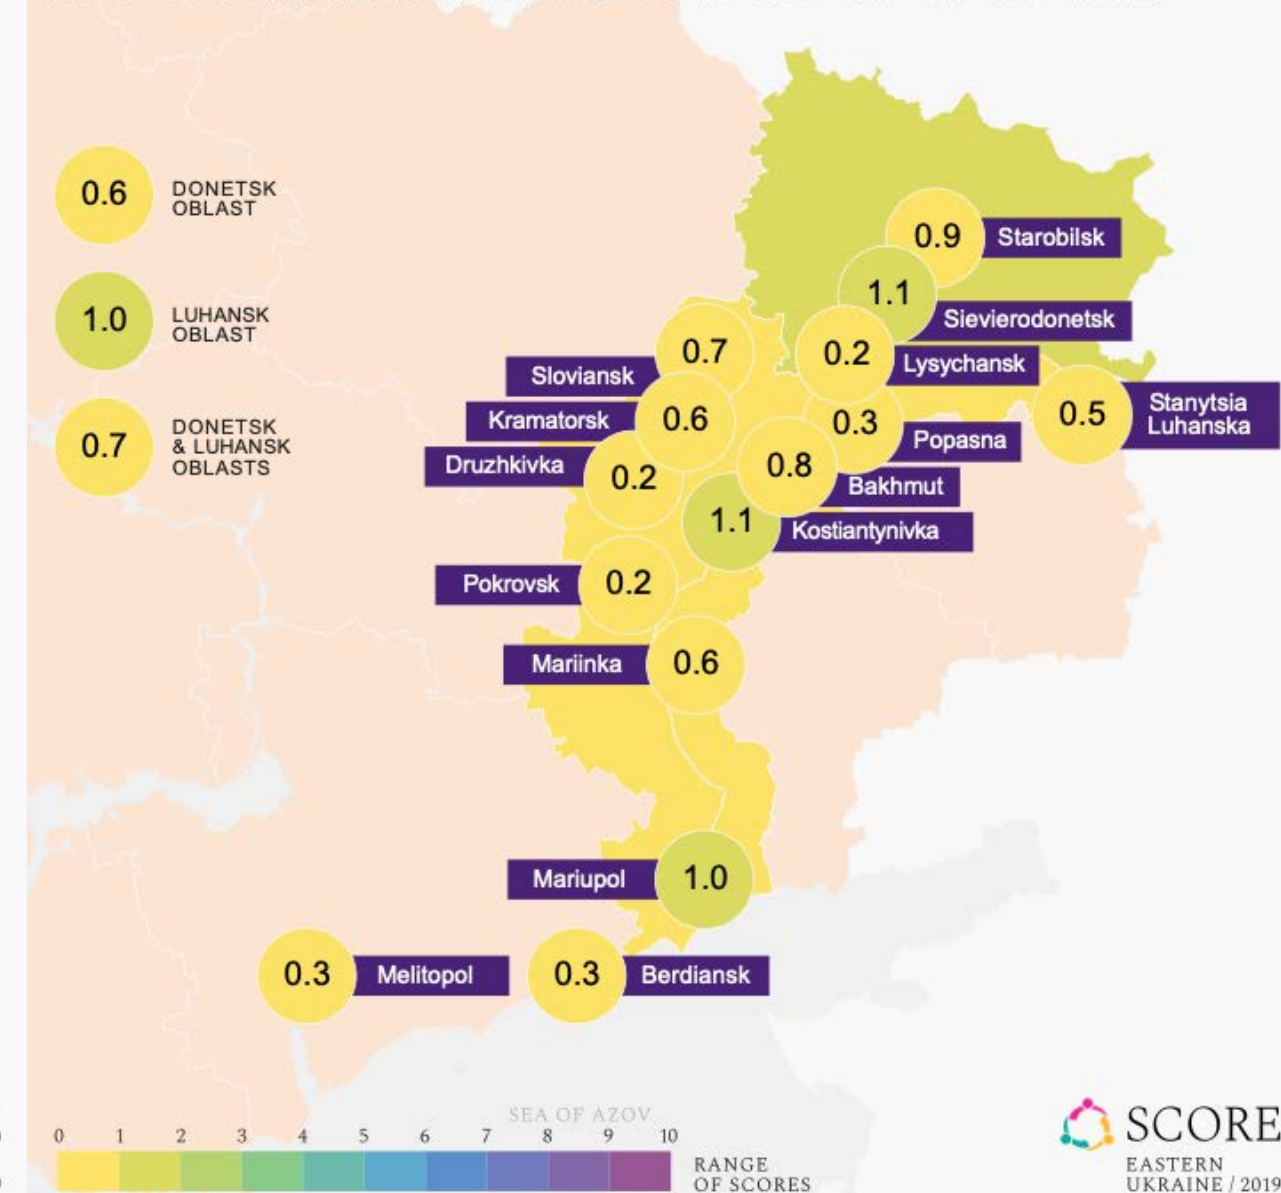 0.6
DONETSK
OBLAST
1.0
LUHANSK
OBLAST
0.7
DONETSK
& LUHANSK
OBLASTS
0.9
Starobilsk
1.1
Sievierodonetsk
0.7
Sloviansk
0.2
Lysychansk
0.6
Kramatorsk
0.3
Popasna
0.5
Stanytsia
Luhanska
0.2
Druzhkivka
0.8
Bakhmut
1.1
Kostiantynivka
Pokrovsk
0.2
Mariinka
0.6
Mariupol
1.0
0.3
Melitopol
0.3
Berdiansk
SEA OF AZOV
0 1 2 3 4 5 6 7 8 9 10
RANGE
OF SCORES
SCORE
EASTERN
UKRAINE / 2019